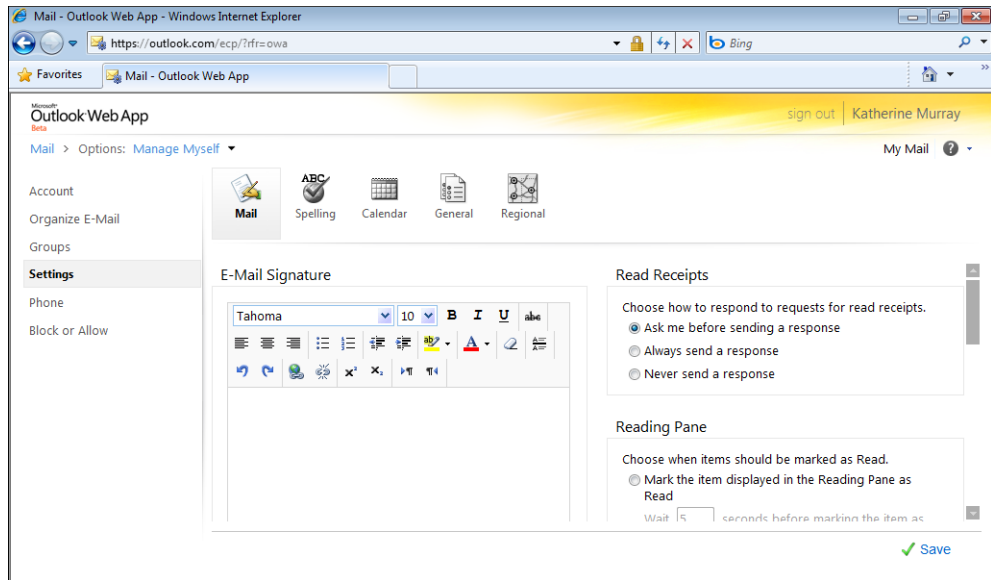 Mail - Outlook Web App - Windows Internet Explorer
https://outlook.com/ecp/?rfr=owa
Bing
Favorites
Mail - Outlook Web App
Microsoft
Outlook Web App
Beta
sign out
Katherine Murray
Mail > Options: Manage Myself
My Mail
Account
Organize E-Mail
Groups
Settings
Phone
Block or Allow
Mail
ABC
Spelling
Calendar
General
Regional
E-Mail Signature
Tahoma
10
B I U abc
ab
A
x² x₂
Read Receipts
Choose how to respond to requests for read receipts.
Ask me before sending a response
Always send a response
Never send a response
Reading Pane
Choose when items should be marked as Read.
Mark the item displayed in the Reading Pane as
Read
Wait 5 seconds before marking the item as
Save